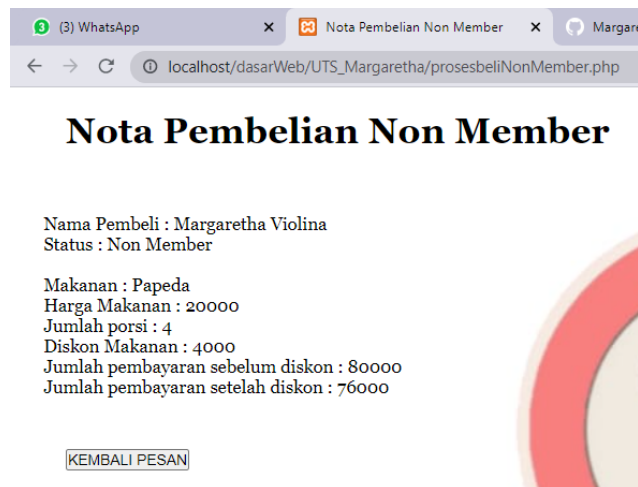 3 (3) WhatsApp × Nota Pembelian Non Member × Margare
localhost/dasarWeb/UTS_Margaretha/prosesbeliNonMember.php
Nota Pembelian Non Member
Nama Pembeli : Margaretha Violina
Status : Non Member
Makanan : Papeda
Harga Makanan : 20000
Jumlah porsi : 4
Diskon Makanan : 4000
Jumlah pembayaran sebelum diskon : 80000
Jumlah pembayaran setelah diskon : 76000
KEMBALI PESAN